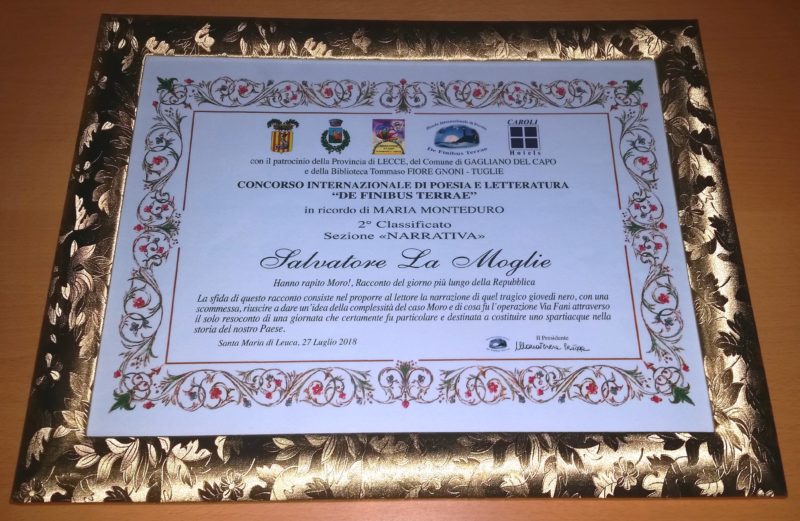 CAROLI
Hotels
De Finibus Terrae
con il patrocinio della Provincia di LECCE, del Comune di GAGLIANO DEL CAPO
e della Biblioteca Tommaso FIORE GNONI - TUGLIE
CONCORSO INTERNAZIONALE DI POESIA E LETTERATURA
“DE FINIBUS TERRAE”
in ricordo di MARIA MONTEDURO
2° Classificato
Sezione «NARRATIVA»
Salvatore La Moglie
Hanno rapito Moro!, Racconto del giorno più lungo della Repubblica
La sfida di questo racconto consiste nel proporre al lettore la narrazione di quel tragico giovedì nero, con una
scommessa, riuscire a dare un'idea della complessità del caso Moro e di cosa fu l'operazione Via Fani attraverso
il solo resoconto di una giornata che certamente fu particolare e destinata a costituire uno spartiacque nella
storia del nostro Paese.
Santa Maria di Leuca, 27 Luglio 2018
Il Presidente